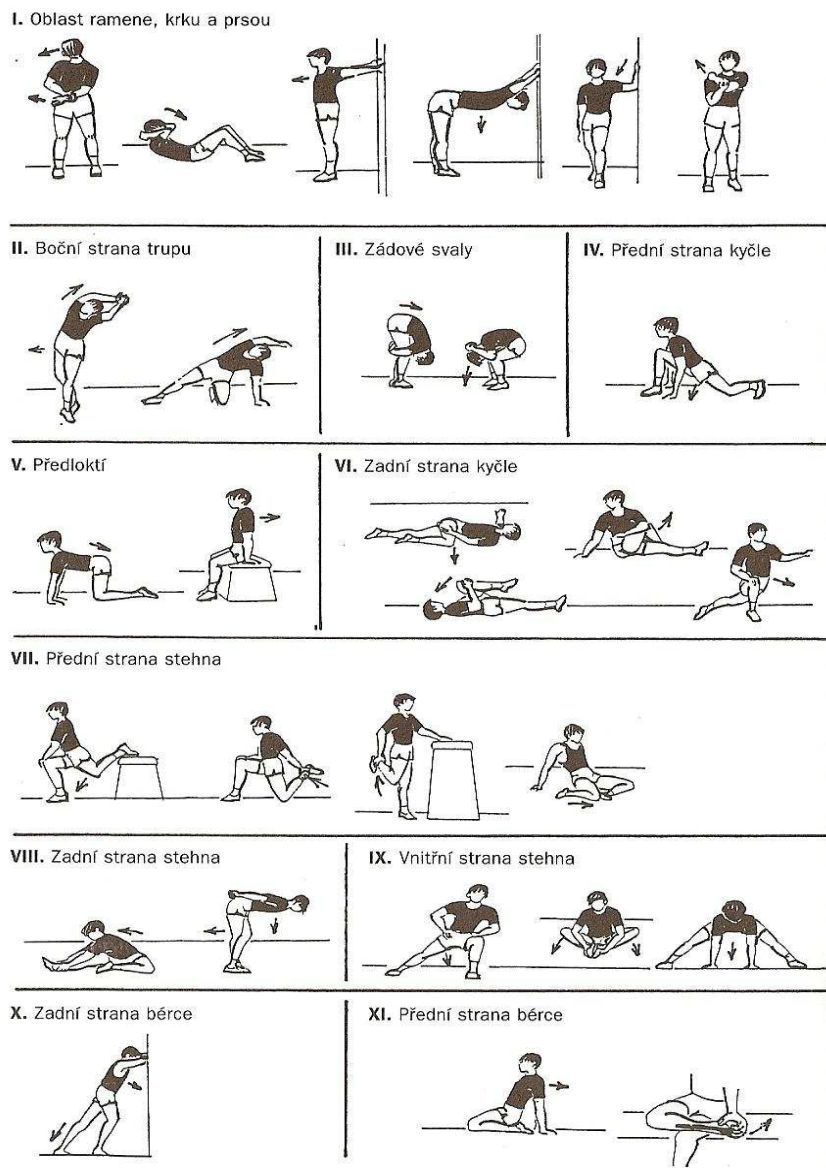 I. Oblast ramene, krku a prsou
II. Boční strana trupu
III. Zádové svaly
IV. Přední strana kyčle
V. Předloktí
VI. Zadní strana kyčle
VII. Přední strana stehna
VIII. Zadní strana stehna
IX. Vnitřní strana stehna
X. Zadní strana bérce
XI. Přední strana bérce